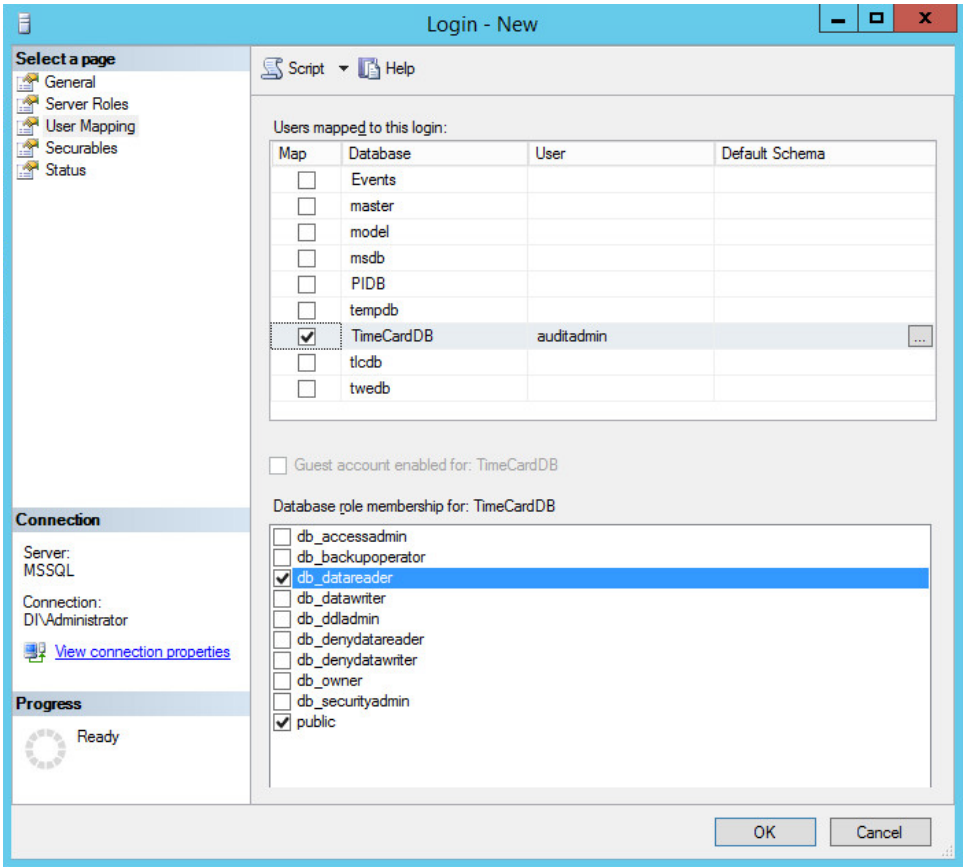 Login - New
Select a page
General
Server Roles
User Mapping
Securables
Status
Script
Help
Users mapped to this login:
Map Database User Default Schema
Events
master
model
msdb
PIDB
tempdb
TimeCardDB auditadmin ...
tlcdb
twedb
Guest account enabled for: TimeCardDB
Database role membership for: TimeCardDB
db_accessadmin
db_backupoperator
db_datareader
db_datawriter
db_ddladmin
db_denydatareader
db_denydatawriter
db_owner
db_securityadmin
public
Connection
Server:
MSSQL
Connection:
DI\Administrator
View connection properties
Progress
Ready
OK Cancel